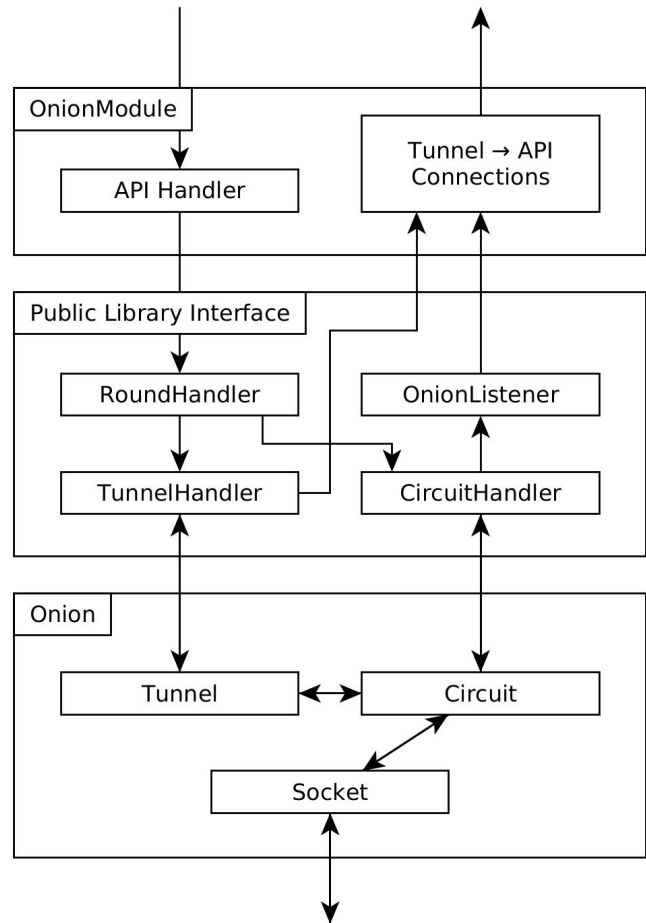 OnionModule
API Handler
Tunnel → API
Connections
Public Library Interface
RoundHandler
OnionListener
TunnelHandler
CircuitHandler
Onion
Tunnel
Circuit
Socket